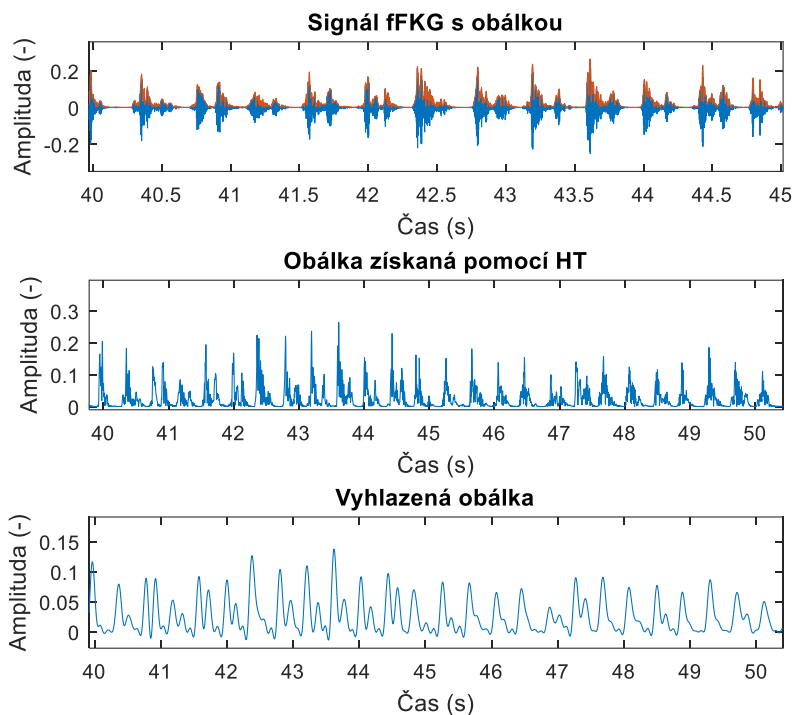 Signál fFKG s obálkou
Amplituda (-)
0.2
0
-0.2
40 40.5 41 41.5 42 42.5 43 43.5 44 44.5 45
Čas (s)
Obálka získaná pomocí HT
Amplituda (-)
0.3
0.2
0.1
0
40 41 42 43 44 45 46 47 48 49 50
Čas (s)
Vyhlazená obálka
Amplituda (-)
0.15
0.1
0.05
0
40 41 42 43 44 45 46 47 48 49 50
Čas (s)